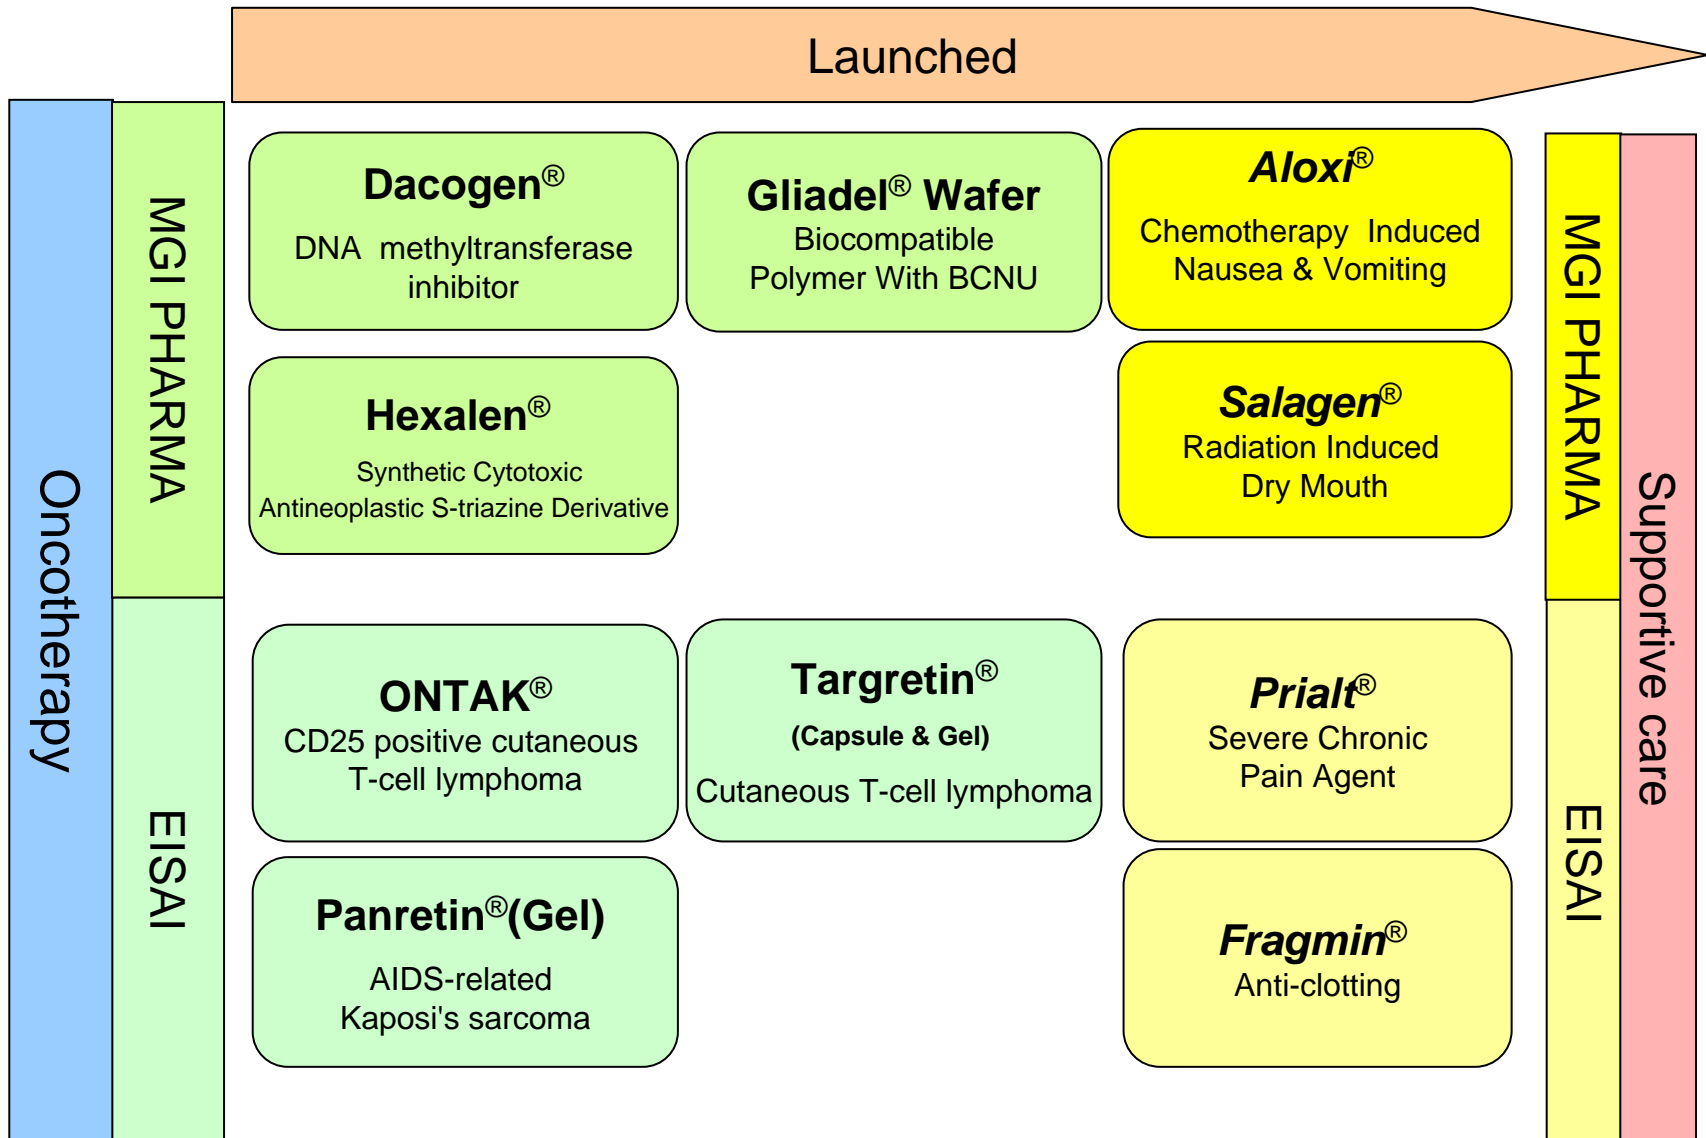 Launched
Oncotherapy
MGI PHARMA
EISAI
Dacogen®
DNA methyltransferase
inhibitor
Gliadel® Wafer
Biocompatible
Polymer With BCNU
Aloxi®
Chemotherapy Induced
Nausea & Vomiting
Hexalen®
Synthetic Cytotoxic
Antineoplastic S-triazine Derivative
Salagen®
Radiation Induced
Dry Mouth
ONTAK®
CD25 positive cutaneous
T-cell lymphoma
Targretin®
(Capsule & Gel)
Cutaneous T-cell lymphoma
Prialt®
Severe Chronic
Pain Agent
Panretin®(Gel)
AIDS-related
Kaposi's sarcoma
Fragmin®
Anti-clotting
MGI PHARMA
EISAI
Supportive care